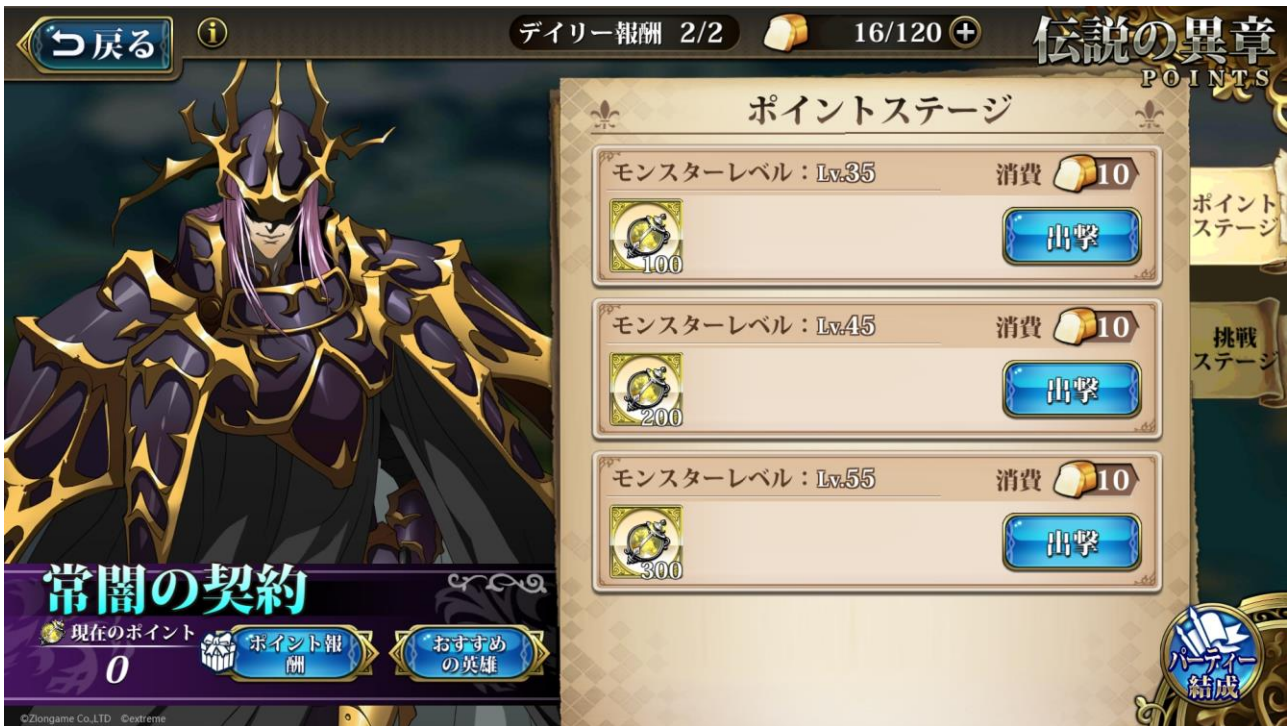 戻る
i
デイリー報酬 2/2
16/120 +
伝説の異章
POINTS
ポイントステージ
モンスターレベル：Lv.35
消費 10
100
出撃
モンスターレベル：Lv.45
消費 10
200
出撃
モンスターレベル：Lv.55
消費 10
300
出撃
ポイント
ステージ
挑戦
ステージ
常闇の契約
現在のポイント
0
ポイント報
酬
おすすめ
の英雄
パーティー
結成
©Ziongame Co.,LTD ©extreme